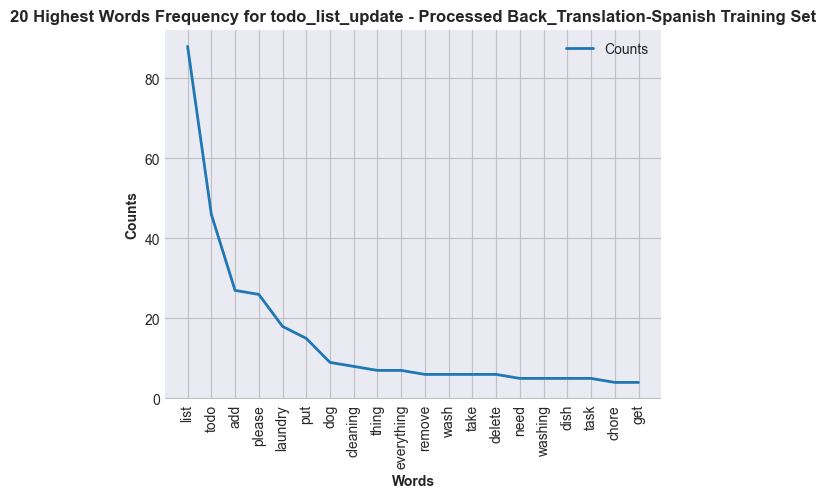 20 Highest Words Frequency for todo_list_update - Processed Back_Translation-Spanish Training Set
Counts
80
60
40
20
0
Counts
list
todo
add
please
laundry
put
dog
cleaning
thing
everything
remove
wash
take
delete
need
washing
dish
task
chore
get
Words